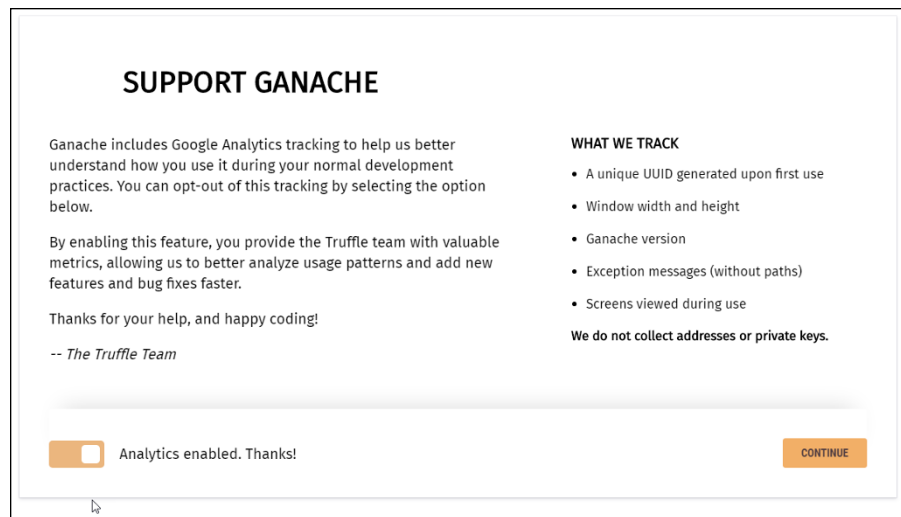 SUPPORT GANACHE
Ganache includes Google Analytics tracking to help us better
understand how you use it during your normal development
practices. You can opt-out of this tracking by selecting the option
below.
By enabling this feature, you provide the Truffle team with valuable
metrics, allowing us to better analyze usage patterns and add new
features and bug fixes faster.
Thanks for your help, and happy coding!
-- The Truffle Team
WHAT WE TRACK
• A unique UUID generated upon first use
• Window width and height
• Ganache version
• Exception messages (without paths)
• Screens viewed during use
We do not collect addresses or private keys.
Analytics enabled. Thanks!
CONTINUE